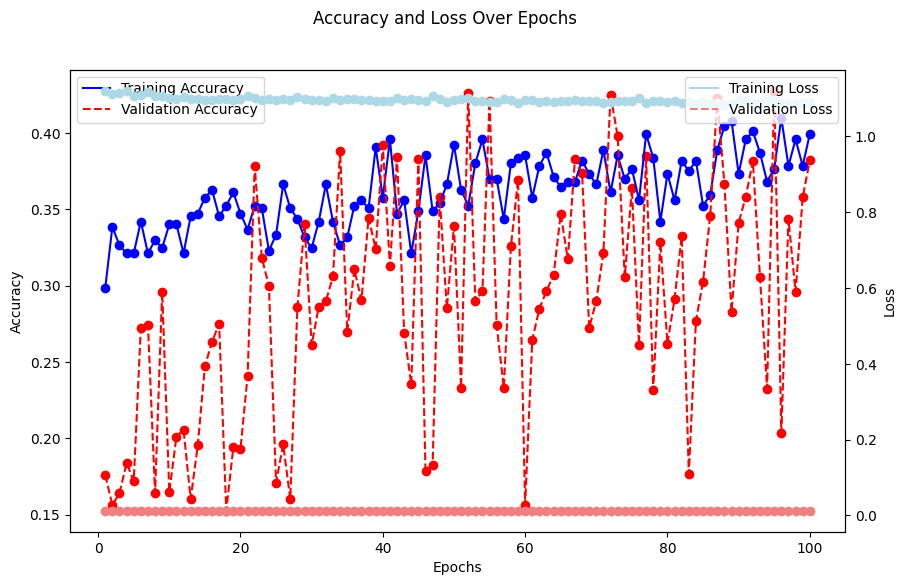 Accuracy and Loss Over Epochs
Training Accuracy
Validation Accuracy
Training Loss
Validation Loss
0.40
0.35
0.30
0.25
0.20
0.15
Accuracy
1.0
0.8
0.6
0.4
0.2
0.0
Loss
0 20 40 60 80 100
Epochs